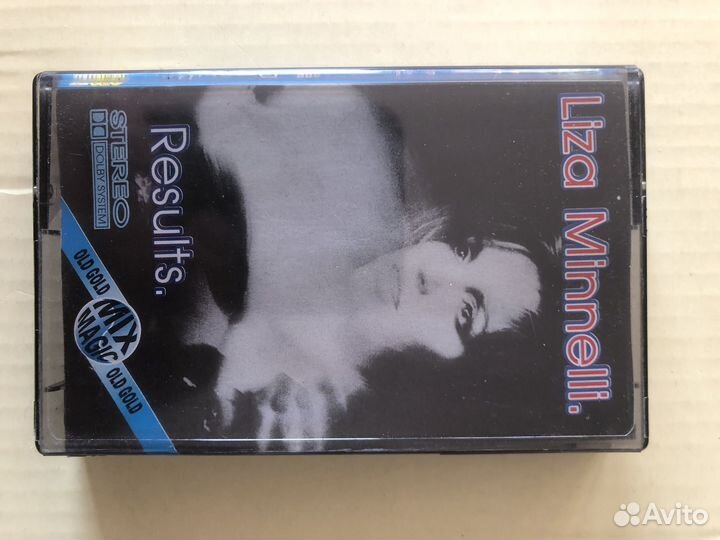 Liza Minnelli.
Results.
STEREO
DOLBY SYSTEM
OLD GOLD
MIX
MAGIC
OLD GOLD
Avito